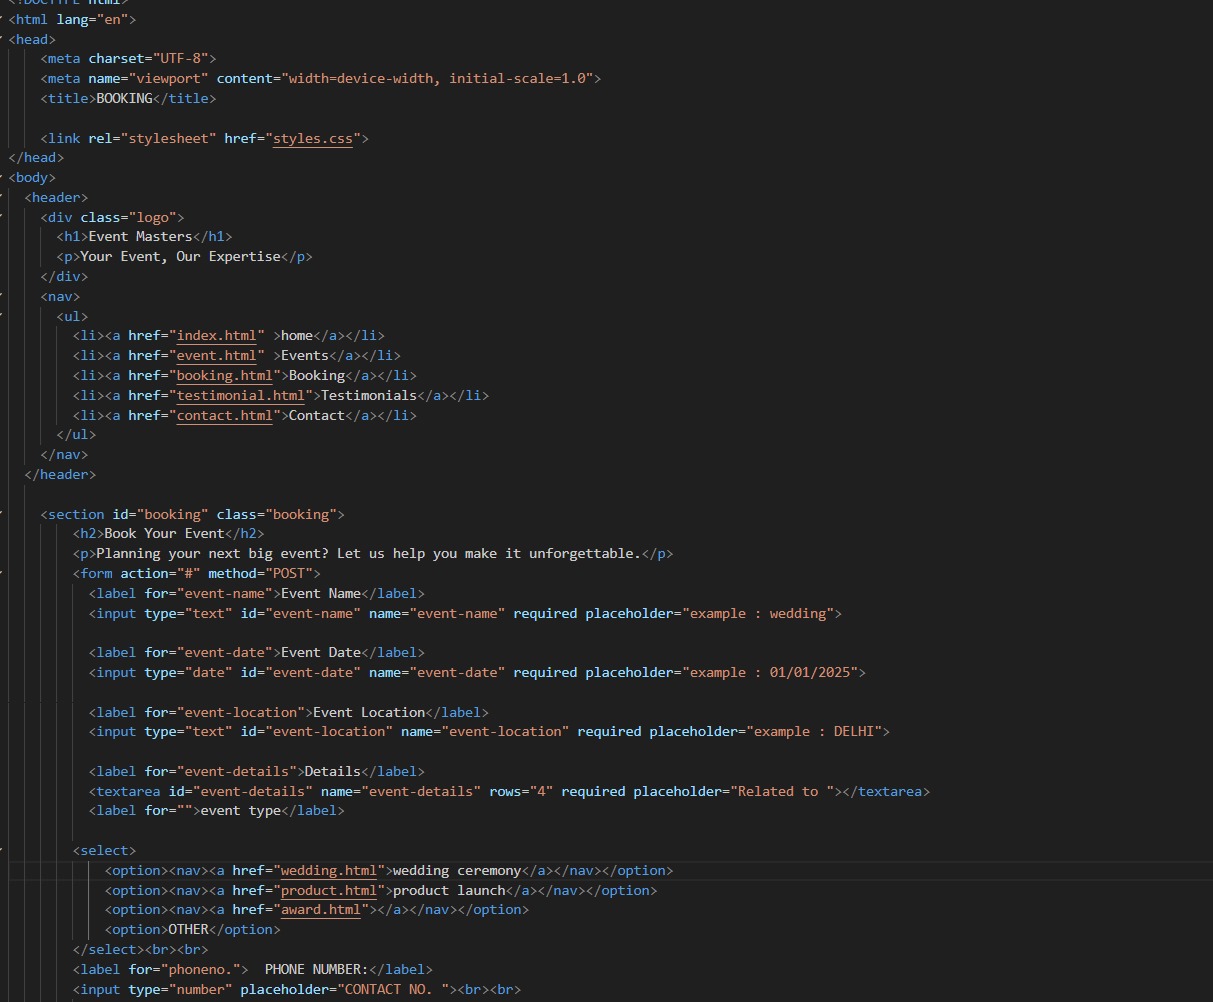 <!DOCTYPE html>
<html lang="en">
<head>
    <meta charset="UTF-8">
    <meta name="viewport" content="width=device-width, initial-scale=1.0">
    <title>BOOKING</title>
    <link rel="stylesheet" href="styles.css">
</head>
<body>
  <header>
    <div class="logo">
      <h1>Event Masters</h1>
      <p>Your Event, Our Expertise</p>
    </div>
    <nav>
      <ul>
        <li><a href="index.html" >home</a></li>
        <li><a href="event.html" >Events</a></li>
        <li><a href="booking.html">Booking</a></li>
        <li><a href="testimonial.html">Testimonials</a></li>
        <li><a href="contact.html">Contact</a></li>
      </ul>
    </nav>
  </header>
    <section id="booking" class="booking">
        <h2>Book Your Event</h2>
        <p>Planning your next big event? Let us help you make it unforgettable.</p>
        <form action="#" method="POST">
          <label for="event-name">Event Name</label>
          <input type="text" id="event-name" name="event-name" required placeholder="example : wedding">
          <label for="event-date">Event Date</label>
          <input type="date" id="event-date" name="event-date" required placeholder="example : 01/01/2025">
          <label for="event-location">Event Location</label>
          <input type="text" id="event-location" name="event-location" required placeholder="example : DELHI">
          <label for="event-details">Details</label>
          <textarea id="event-details" name="event-details" rows="4" required placeholder="Related to "></textarea>
          <label for="">event type</label>
        <select>
            <option><nav><a href="wedding.html">wedding ceremony</a></nav></option>
            <option><nav><a href="product.html">product launch</a></nav></option>
            <option><nav><a href="award.html"></a></nav></option>
            <option>OTHER</option>
        </select><br><br>
        <label for="phoneno.">  PHONE NUMBER:</label>
        <input type="number" placeholder="CONTACT NO. "><br><br>